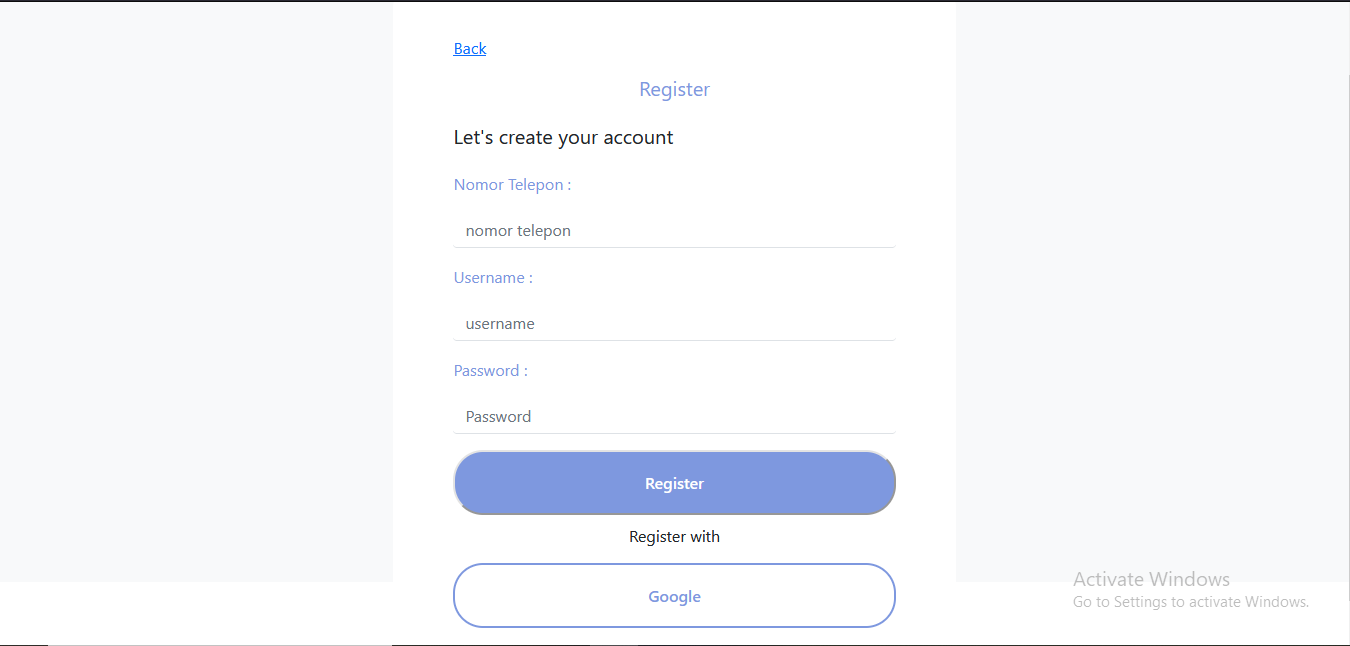 Back
Register
Let's create your account
Nomor Telepon :
nomor telepon
Username :
username
Password :
Password
Register
Register with
Google
Activate Windows
Go to Settings to activate Windows.